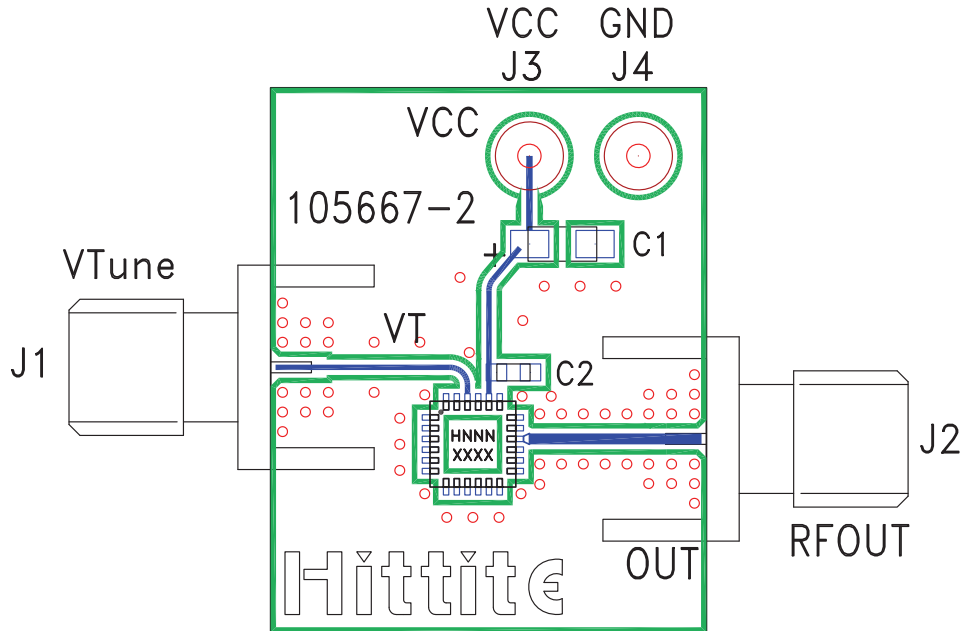 VCC GND
J3 J4
VCC
105667-2
C1
VTune
VT
J1
C2
HNNN
XXXX
J2
RFOUT
OUT
Hittite